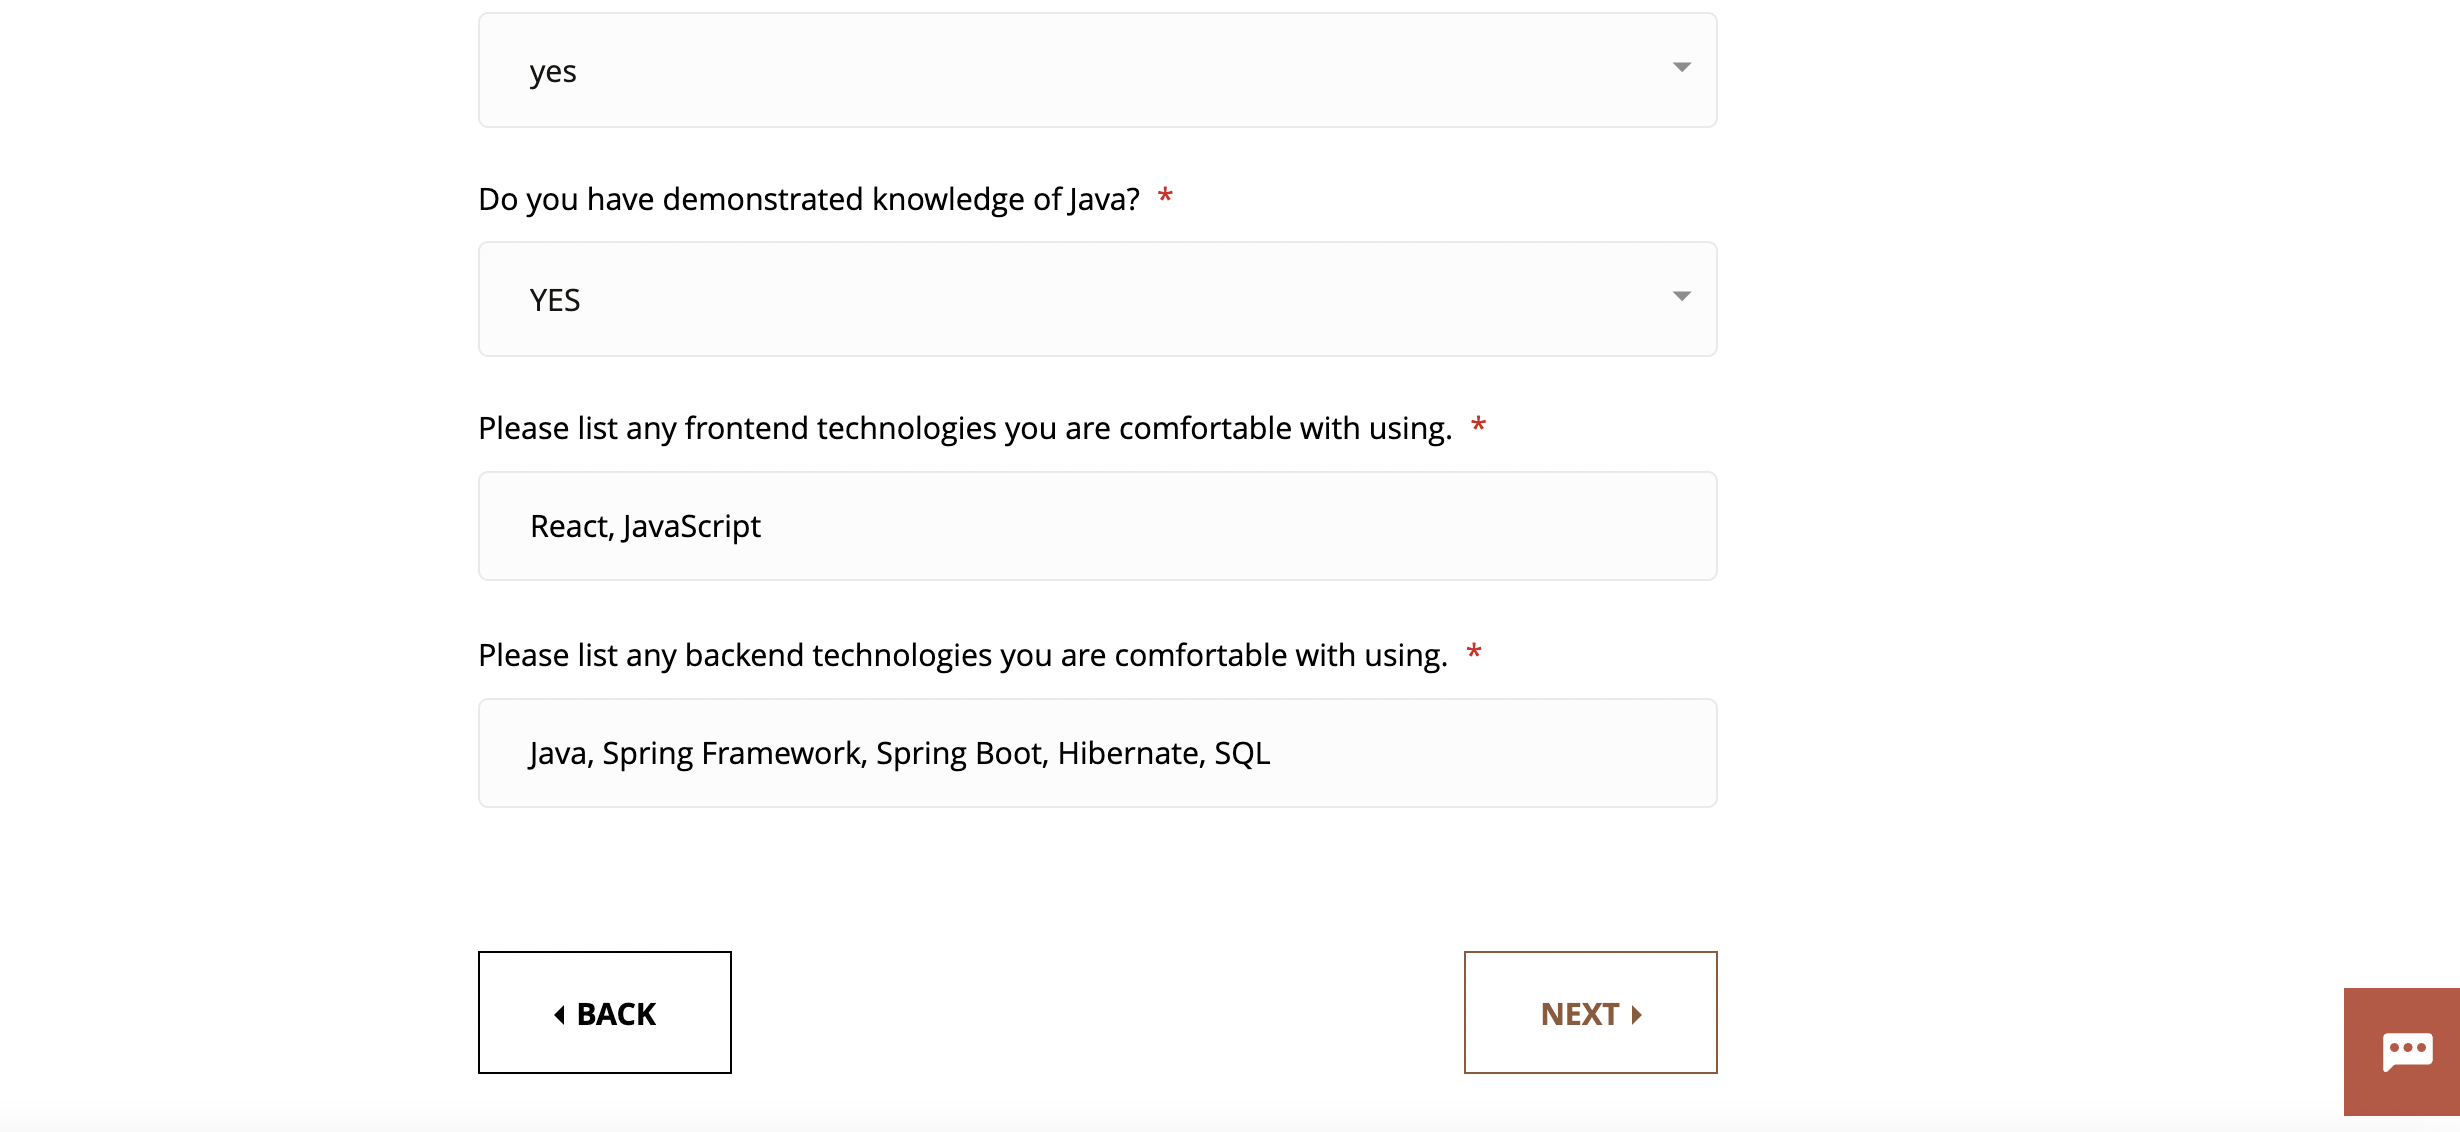 yes
Do you have demonstrated knowledge of Java? *
YES
Please list any frontend technologies you are comfortable with using. *
React, JavaScript
Please list any backend technologies you are comfortable with using. *
Java, Spring Framework, Spring Boot, Hibernate, SQL
BACK
NEXT